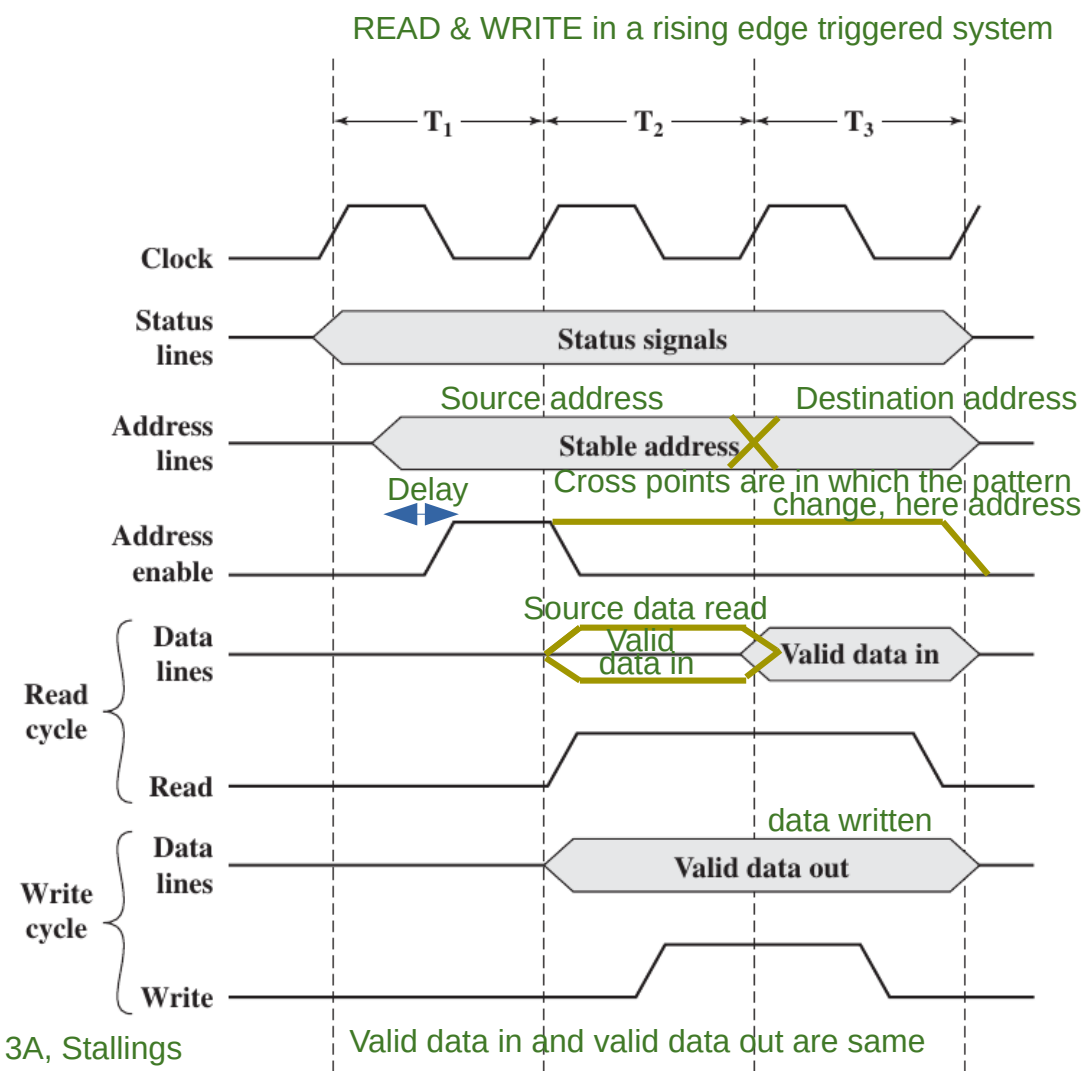 READ & WRITE in a rising edge triggered system
T1 T2 T3
Clock
Status
lines
Status signals
Source address Destination address
Address
lines
Stable address
Cross points are in which the pattern
change, here address
Delay
Address
enable
Source data read
Read
cycle
Data
lines
Valid
data in
Valid data in
Read
data written
Write
cycle
Data
lines
Valid data out
Write
3A, Stallings
Valid data in and valid data out are same